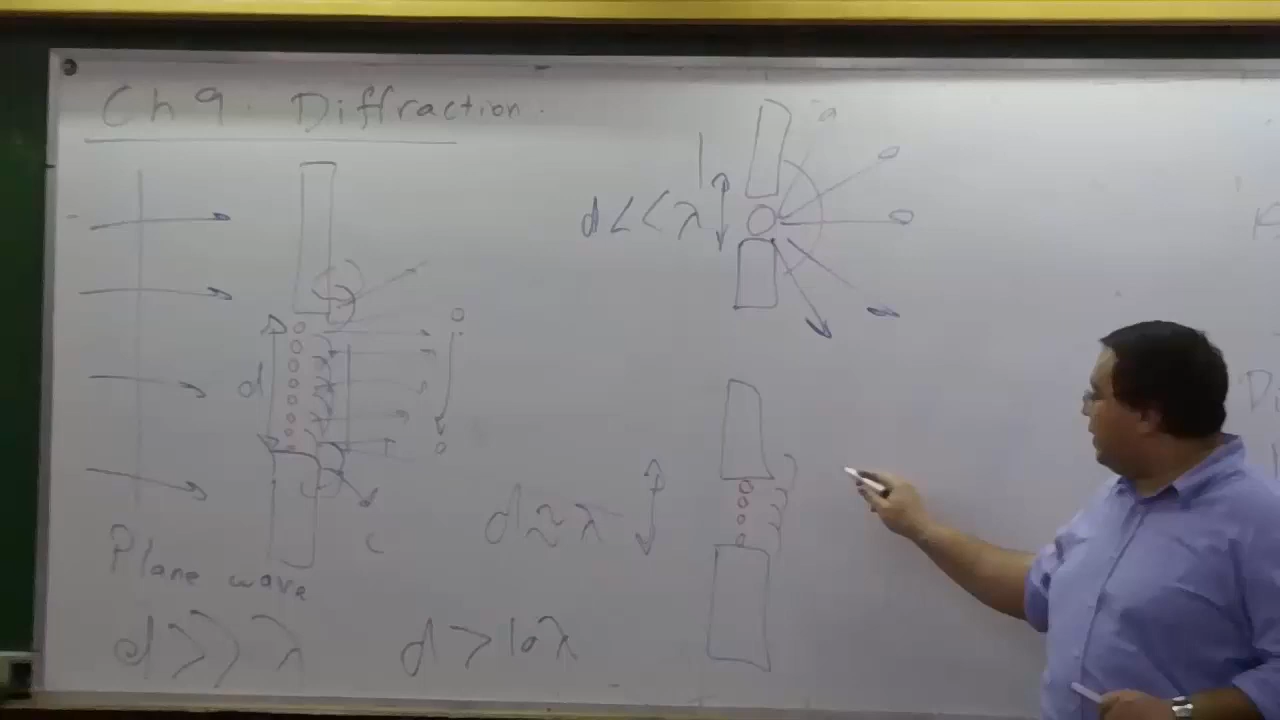 Ch 9. Diffraction.
d
Plane wave
d >>> λ
d > 10λ
d << λ
d ≈ λ